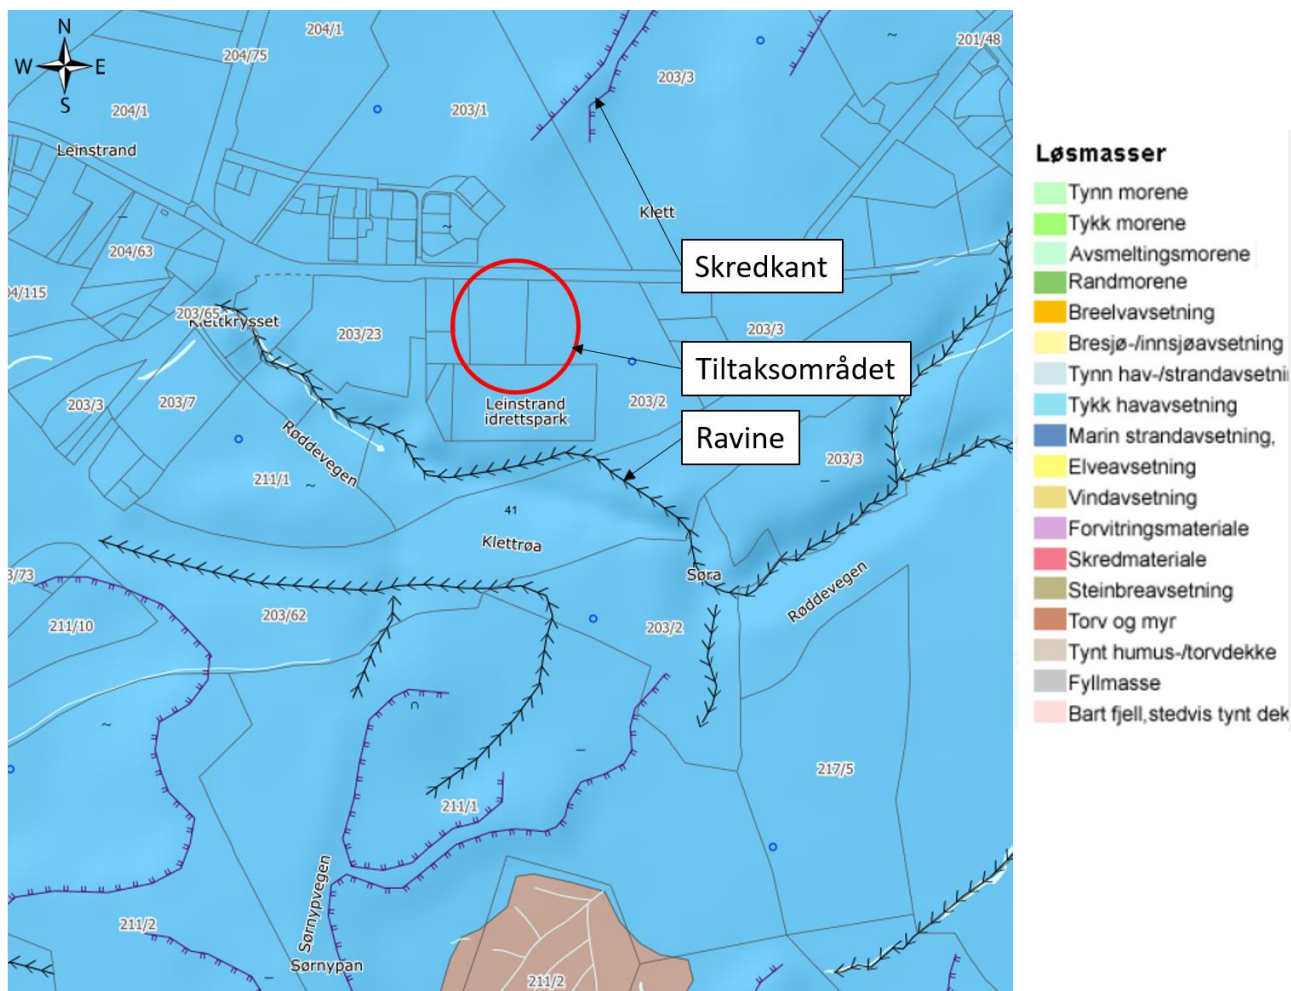 N
W E
S
204/1
204/75
201/48
203/3
204/1
203/1
Leinstrand
Klett
204/63
Skredkant
04/115
203/65
Klettkrysset
203/23
203/3
Tiltaksområdet
203/3
203/7
Leinstrand
idrettspark
203/2
Røddevegen
Ravine
203/3
211/1
41
Klettrøa
3/73
Søra
Røddevegen
211/10
203/62
203/2
217/5
211/1
Sørnypvegen
211/2
Sørnypan
211/2
Løsmasser
Tynn morene
Tykk morene
Avsmeltingsmorene
Randmorene
Breelvavsetning
Bresjø-/innsjøavsetning
Tynn hav-/strandavsetni
Tykk havavsetning
Marin strandavsetning,
Elveavsetning
Vindavsetning
Forvitringsmateriale
Skredmateriale
Steinbreavsetning
Torv og myr
Tynt humus-/torvdekke
Fyllmasse
Bart fjell,stedvis tynt dek